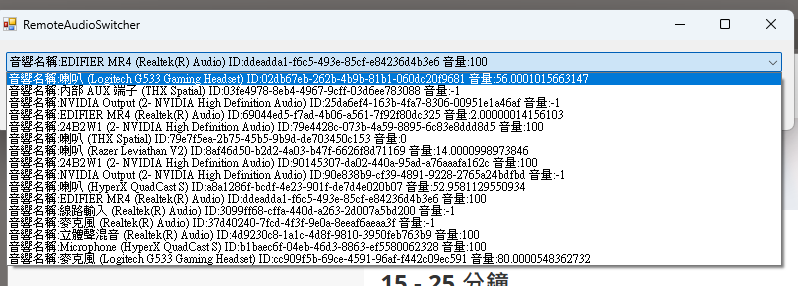 RemoteAudioSwitcher
音響名稱:EDIFIER MR4 (Realtek(R) Audio) ID:ddeadda1-f6c5-493e-85cf-e84236d4b3e6 音量:100
音響名稱:喇叭 (Logitech G533 Gaming Headset) ID:02db67eb-262b-4b9b-81b1-060dc20f9681 音量:56.0001015663147
音響名稱:內部 AUX 端子 (THX Spatial) ID:03fe4978-8eb4-4967-9cff-03d6ee783088 音量:-1
音響名稱:NVIDIA Output (2- NVIDIA High Definition Audio) ID:25da6ef4-163b-4fa7-8306-00951e1a46af 音量:-1
音響名稱:EDIFIER MR4 (Realtek(R) Audio) ID:69044ed5-f7ad-4b06-a561-7f92f80dc325 音量:2.00000014156103
音響名稱:24B2W1 (2- NVIDIA High Definition Audio) ID:79e4428c-073b-4a59-8895-6c83e8ddd8d5 音量:100
音響名稱:喇叭 (THX Spatial) ID:79e7f5ea-2b75-45b5-9b9d-de703450c153 音量:0
音響名稱:喇叭 (Razer Leviathan V2) ID:8af46d50-b2d2-4a03-b47f-6626f8d71169 音量:14.0000998973846
音響名稱:24B2W1 (2- NVIDIA High Definition Audio) ID:90145307-da02-440a-95ad-a76aaafa162c 音量:100
音響名稱:NVIDIA Output (2- NVIDIA High Definition Audio) ID:90e838b9-cf39-4891-9228-2765a24bdfbd 音量:-1
音響名稱:喇叭 (HyperX QuadCast S) ID:a8a1286f-bcdf-4e23-901f-de7d4e020b07 音量:52.9581129550934
音響名稱:EDIFIER MR4 (Realtek(R) Audio) ID:ddeadda1-f6c5-493e-85cf-e84236d4b3e6 音量:100
音響名稱:線路輸入 (Realtek(R) Audio) ID:3099ff68-cffa-440d-a263-2d007a5bd200 音量:-1
音響名稱:麥克風 (Realtek(R) Audio) ID:37d40240-7fcd-4f3f-9e0a-8eeaf6aeaa3f 音量:-1
音響名稱:立體聲混音 (Realtek(R) Audio) ID:4d9230c8-1a1c-4d8f-9810-3950feb763b9 音量:100
音響名稱:Microphone (HyperX QuadCast S) ID:b1baec6f-04eb-46d3-8863-ef5580062328 音量:100
音響名稱:麥克風 (Logitech G533 Gaming Headset) ID:cc909f5b-69ce-4591-96af-f442c09ec591 音量:80.0000548362732
15 - 25 分鐘